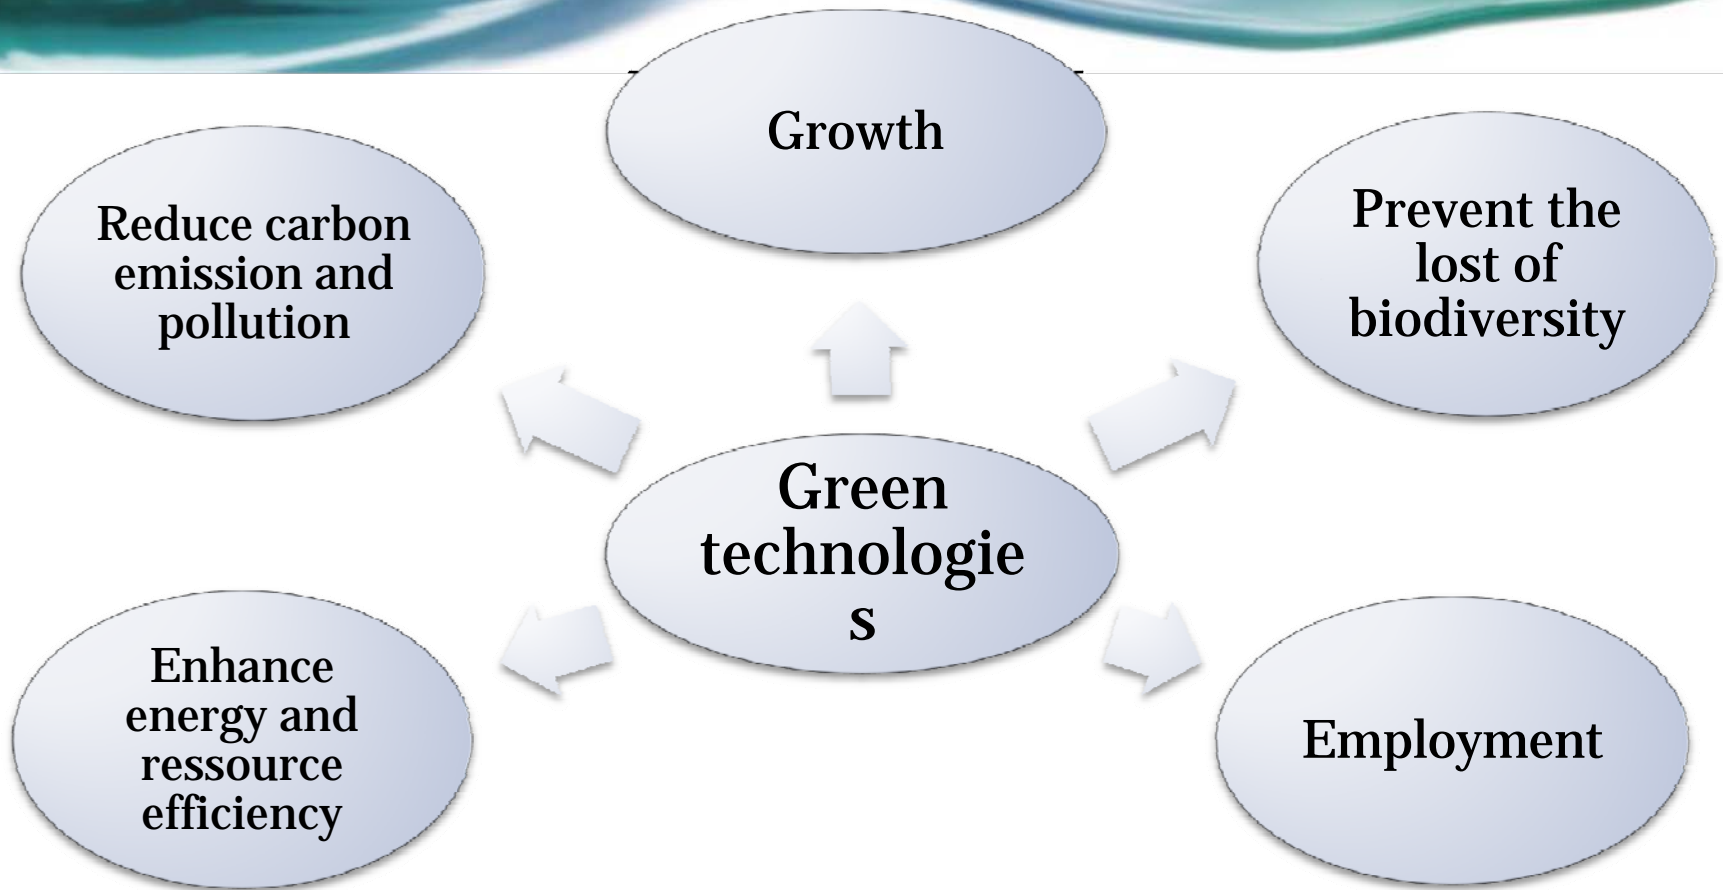 Growth
Reduce carbon
emission and
pollution
Prevent the
lost of
biodiversity
Green
technologie
s
Enhance
energy and
ressource
efficiency
Employment